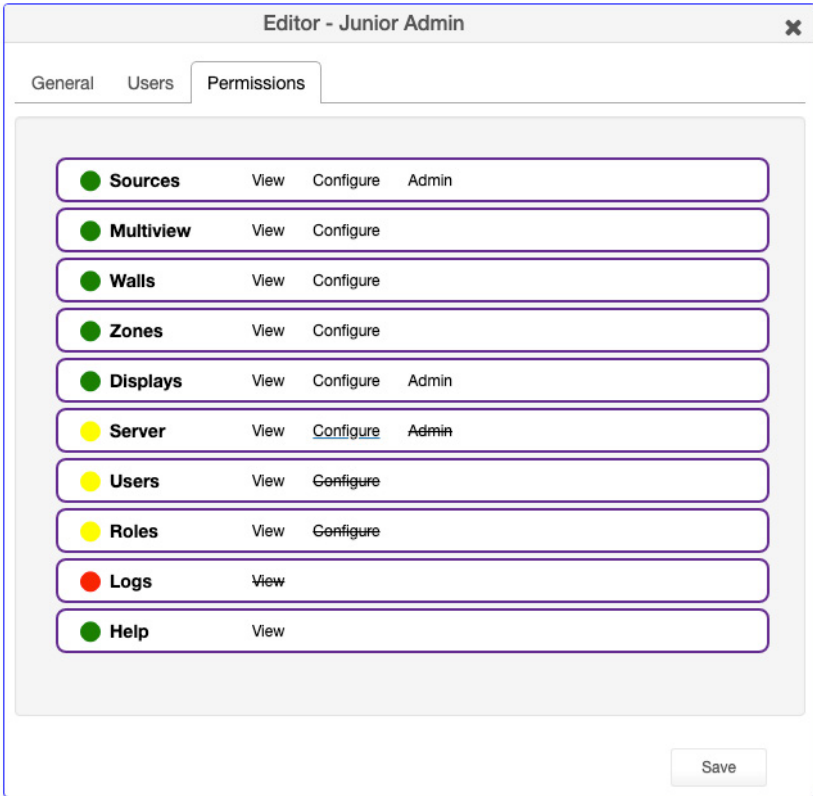 Editor - Junior Admin
General Users Permissions
Sources View Configure Admin
Multiview View Configure
Walls View Configure
Zones View Configure
Displays View Configure Admin
Server View Configure Admin
Users View Configure
Roles View Configure
Logs View
Help View
Save